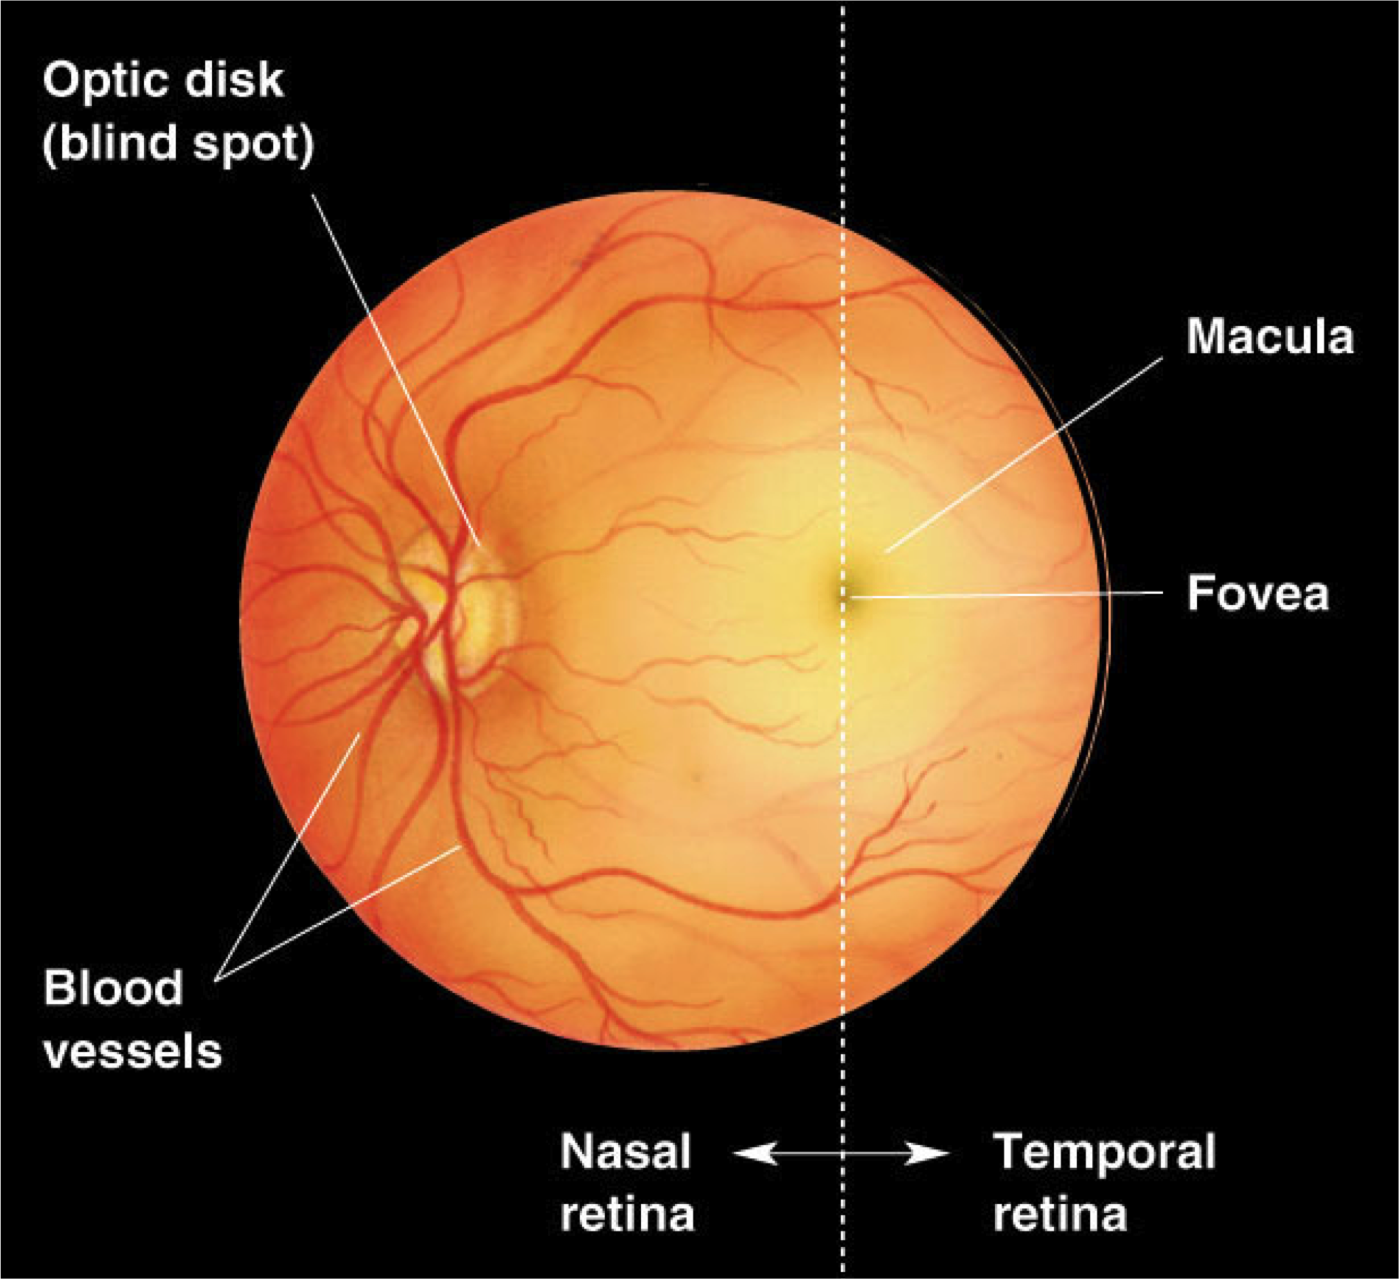 Optic disk
(blind spot)
Macula
Fovea
Blood
vessels
Nasal
retina
Temporal
retina